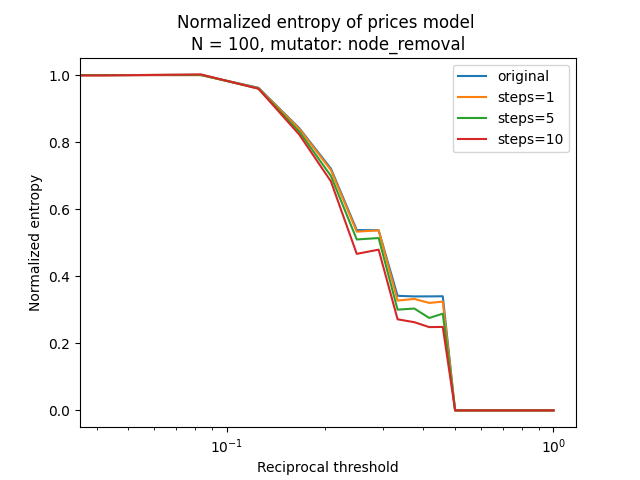 Normalized entropy of prices model
N = 100, mutator: node_removal
1.0
0.8
0.6
0.4
0.2
0.0
Normalized entropy
original
steps=1
steps=5
steps=10
10⁻¹
10⁰
Reciprocal threshold